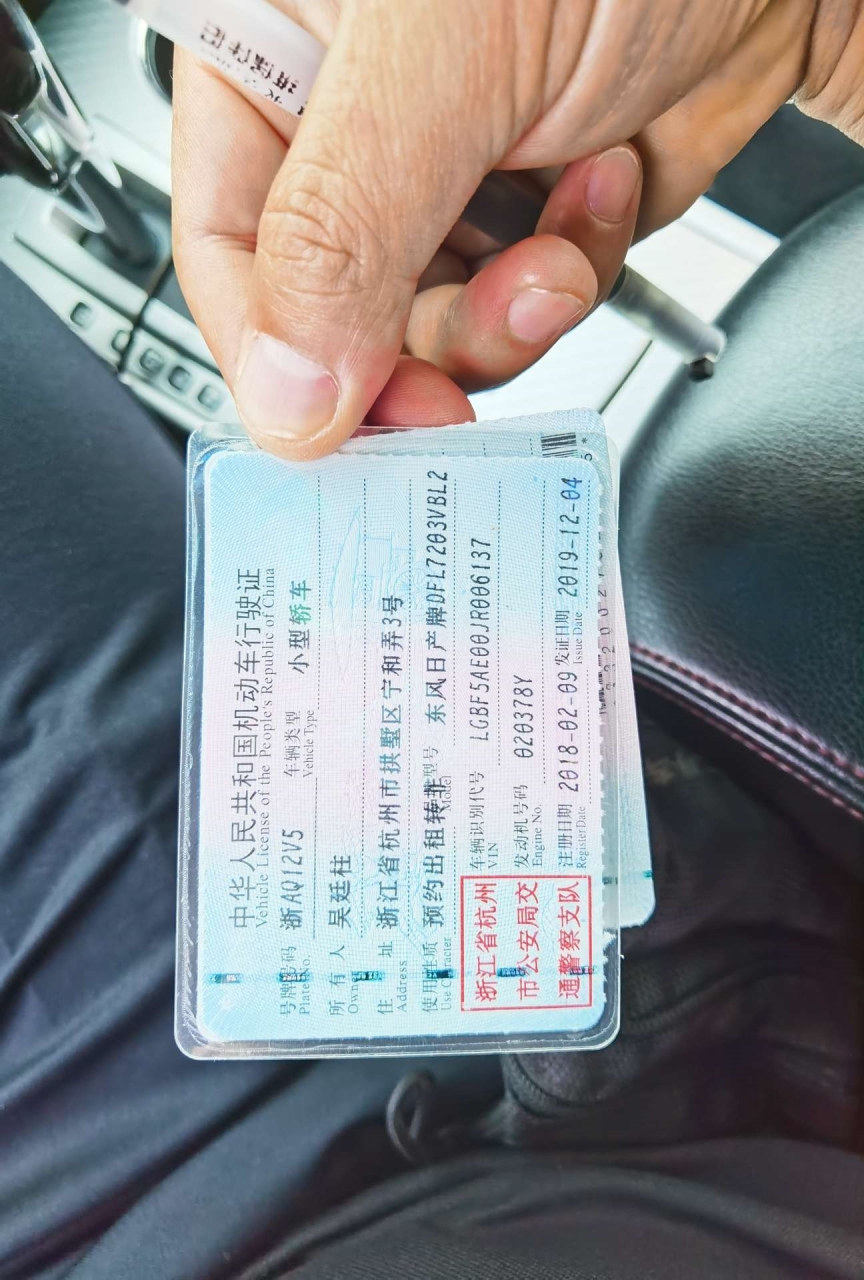 中华人民共和国机动车行驶证
Vehicle License of the People's Republic of China
号牌号码 浙AQ12V5 车辆类型 小型轿车
Plate No. Vehicle Type
所有人 吴廷柱
Owner
住址 浙江省杭州市拱墅区宁和弄3号
Address
使用性质 预约出租转非 品牌型号 东风日产牌DFL7203VBL2
Use Character Model
浙江省杭州
市公安局交
通警察支队
车辆识别代号 LGBF5AE00JR006137
VIN
发动机号码 020378Y
Engine No.
注册日期 2018-02-09 发证日期 2019-12-04
Register Date Issue Date